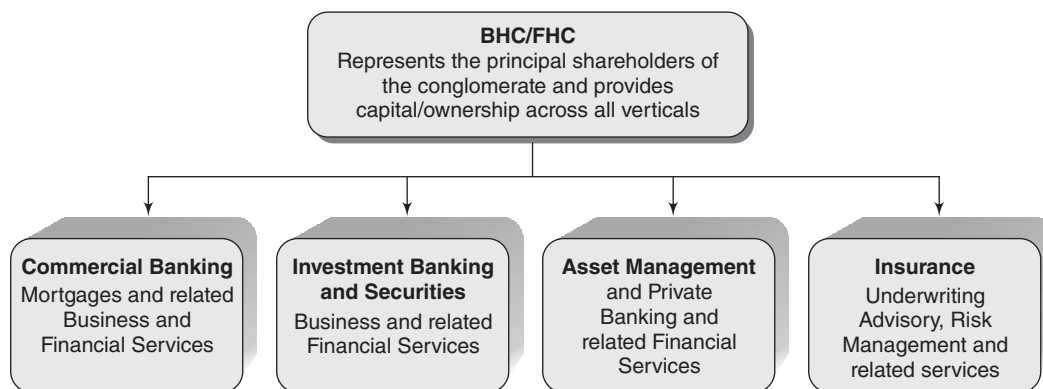 BHC/FHC
Represents the principal shareholders of
the conglomerate and provides
capital/ownership across all verticals
Commercial Banking
Mortgages and related
Business and
Financial Services
Investment Banking
and Securities
Business and related
Financial Services
Asset Management
and Private
Banking and
related Financial
Services
Insurance
Underwriting
Advisory, Risk
Management and
related services